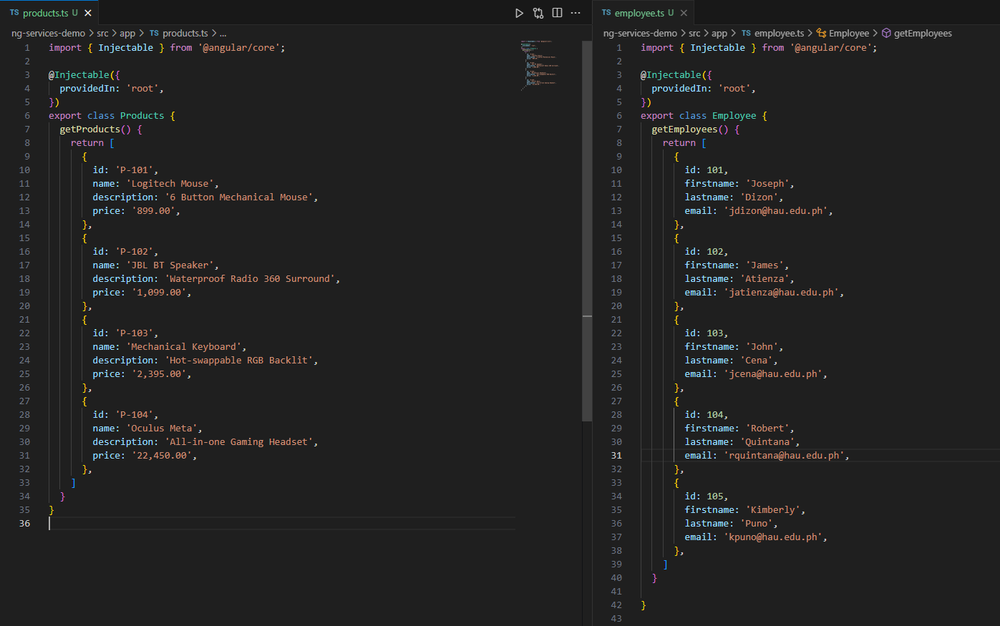 TS products.ts U
ng-services-demo > src > app > TS products.ts > ...
1 import { Injectable } from '@angular/core';
2
3 @Injectable({
4 providedIn: 'root',
5 })
6 export class Products {
7 getProducts() {
8 return [
9 {
10 id: 'P-101',
11 name: 'Logitech Mouse',
12 description: '6 Button Mechanical Mouse',
13 price: '899.00',
14 },
15 {
16 id: 'P-102',
17 name: 'JBL BT Speaker',
18 description: 'Waterproof Radio 360 Surround',
19 price: '1,099.00',
20 },
21 {
22 id: 'P-103',
23 name: 'Mechanical Keyboard',
24 description: 'Hot-swappable RGB Backlit',
25 price: '2,395.00',
26 },
27 {
28 id: 'P-104',
29 name: 'Oculus Meta',
30 description: 'All-in-one Gaming Headset',
31 price: '22,450.00',
32 },
33 ]
34 }
35 }
36
TS employee.ts U
ng-services-demo > src > app > TS employee.ts > Employee > getEmployees
1 import { Injectable } from '@angular/core';
2
3 @Injectable({
4 providedIn: 'root',
5 })
6 export class Employee {
7 getEmployees() {
8 return [
9 {
10 id: 101,
11 firstname: 'Joseph',
12 lastname: 'Dizon',
13 email: 'jdizon@hau.edu.ph',
14 },
15 {
16 id: 102,
17 firstname: 'James',
18 lastname: 'Atienza',
19 email: 'jatienza@hau.edu.ph',
20 },
21 {
22 id: 103,
23 firstname: 'John',
24 lastname: 'Cena',
25 email: 'jcena@hau.edu.ph',
26 },
27 {
28 id: 104,
29 firstname: 'Robert',
30 lastname: 'Quintana',
31 email: 'rquintana@hau.edu.ph',
32 },
33 {
34 id: 105,
35 firstname: 'Kimberly',
36 lastname: 'Puno',
37 email: 'kpuno@hau.edu.ph',
38 },
39 ]
40 }
41
42 }
43